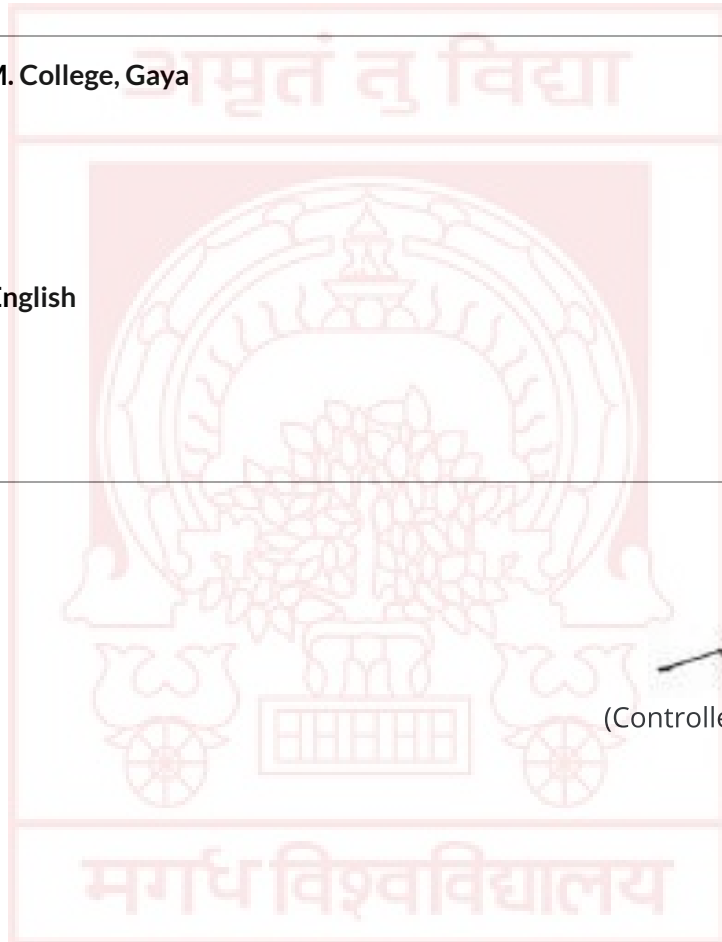 अमृतं तु विद्या
M. College, Gaya
English
(Controlle
मगध विश्वविद्यालय